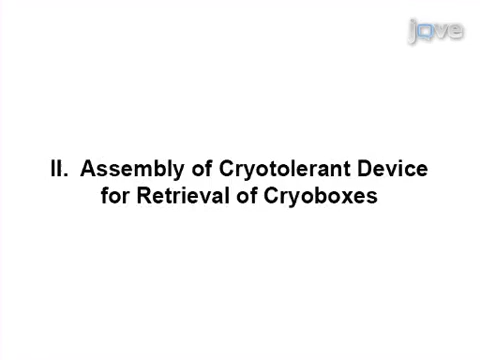 jove
II. Assembly of Cryotolerant Device
for Retrieval of Cryoboxes